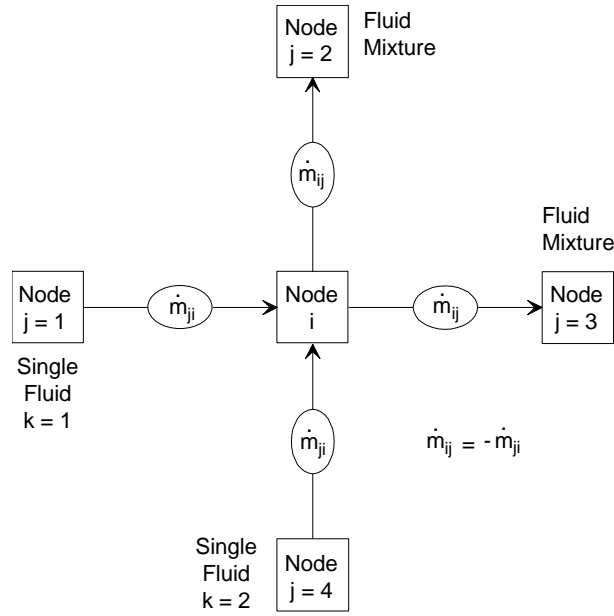 Node
j = 2
Fluid
Mixture
ṁij
Fluid
Mixture
Node
j = 1
ṁji
Node
i
ṁij
Node
j = 3
Single
Fluid
k = 1
ṁji
ṁij = - ṁji
Single
Fluid
k = 2
Node
j = 4